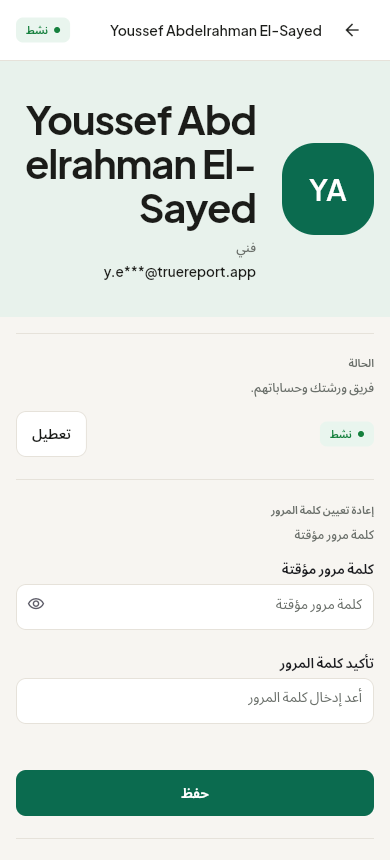 Youssef Abdelrahman El-Sayed
نشط
YA
Youssef Abd
elrahman El-
Sayed
فني
y.e***@truereport.app
الحالة
فريق ورشتك وحساباتهم.
نشط
تعطيل
إعادة تعيين كلمة المرور
كلمة مرور مؤقتة
كلمة مرور مؤقتة
كلمة مرور مؤقتة
تأكيد كلمة المرور
أعد إدخال كلمة المرور
حفظ